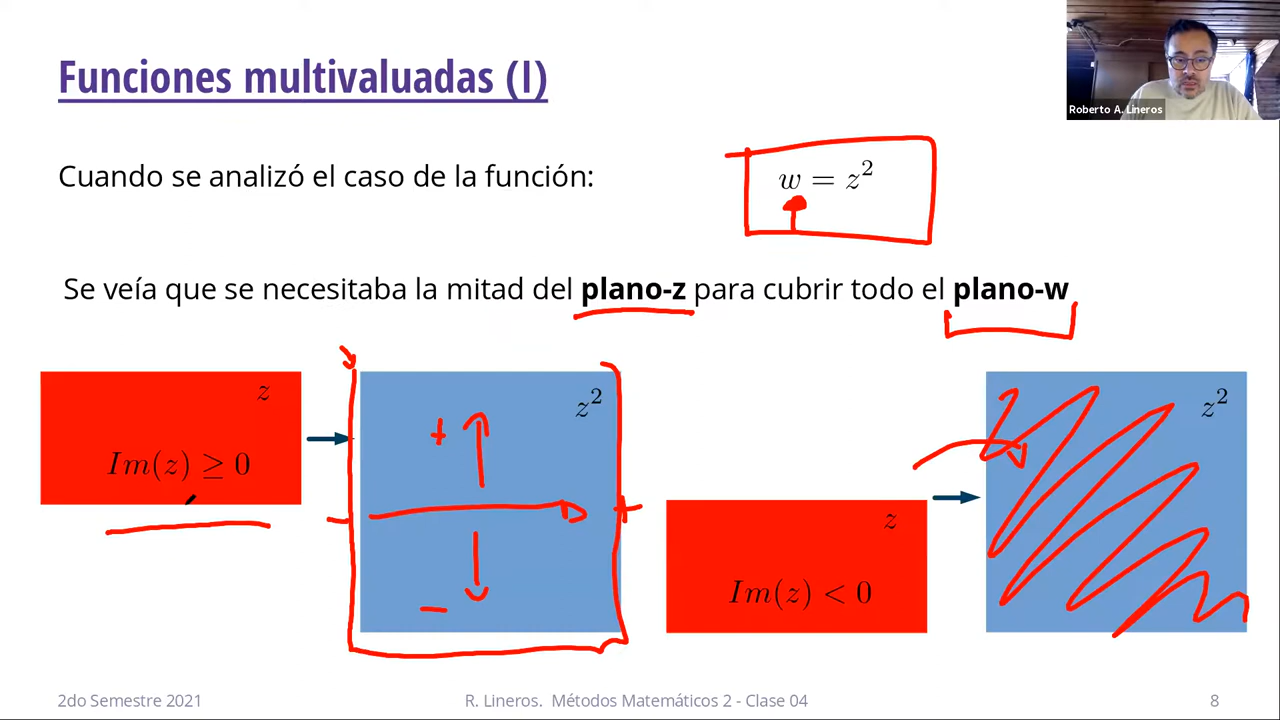 Funciones multivaluadas (I)
Roberto A. Lineros
Cuando se analizó el caso de la función:
w = z²
Se veía que se necesitaba la mitad del plano-z para cubrir todo el plano-w
z
Im(z) ≥ 0
z²
+
−
−
+
z
Im(z) < 0
z²
2do Semestre 2021
R. Lineros. Métodos Matemáticos 2 - Clase 04
8